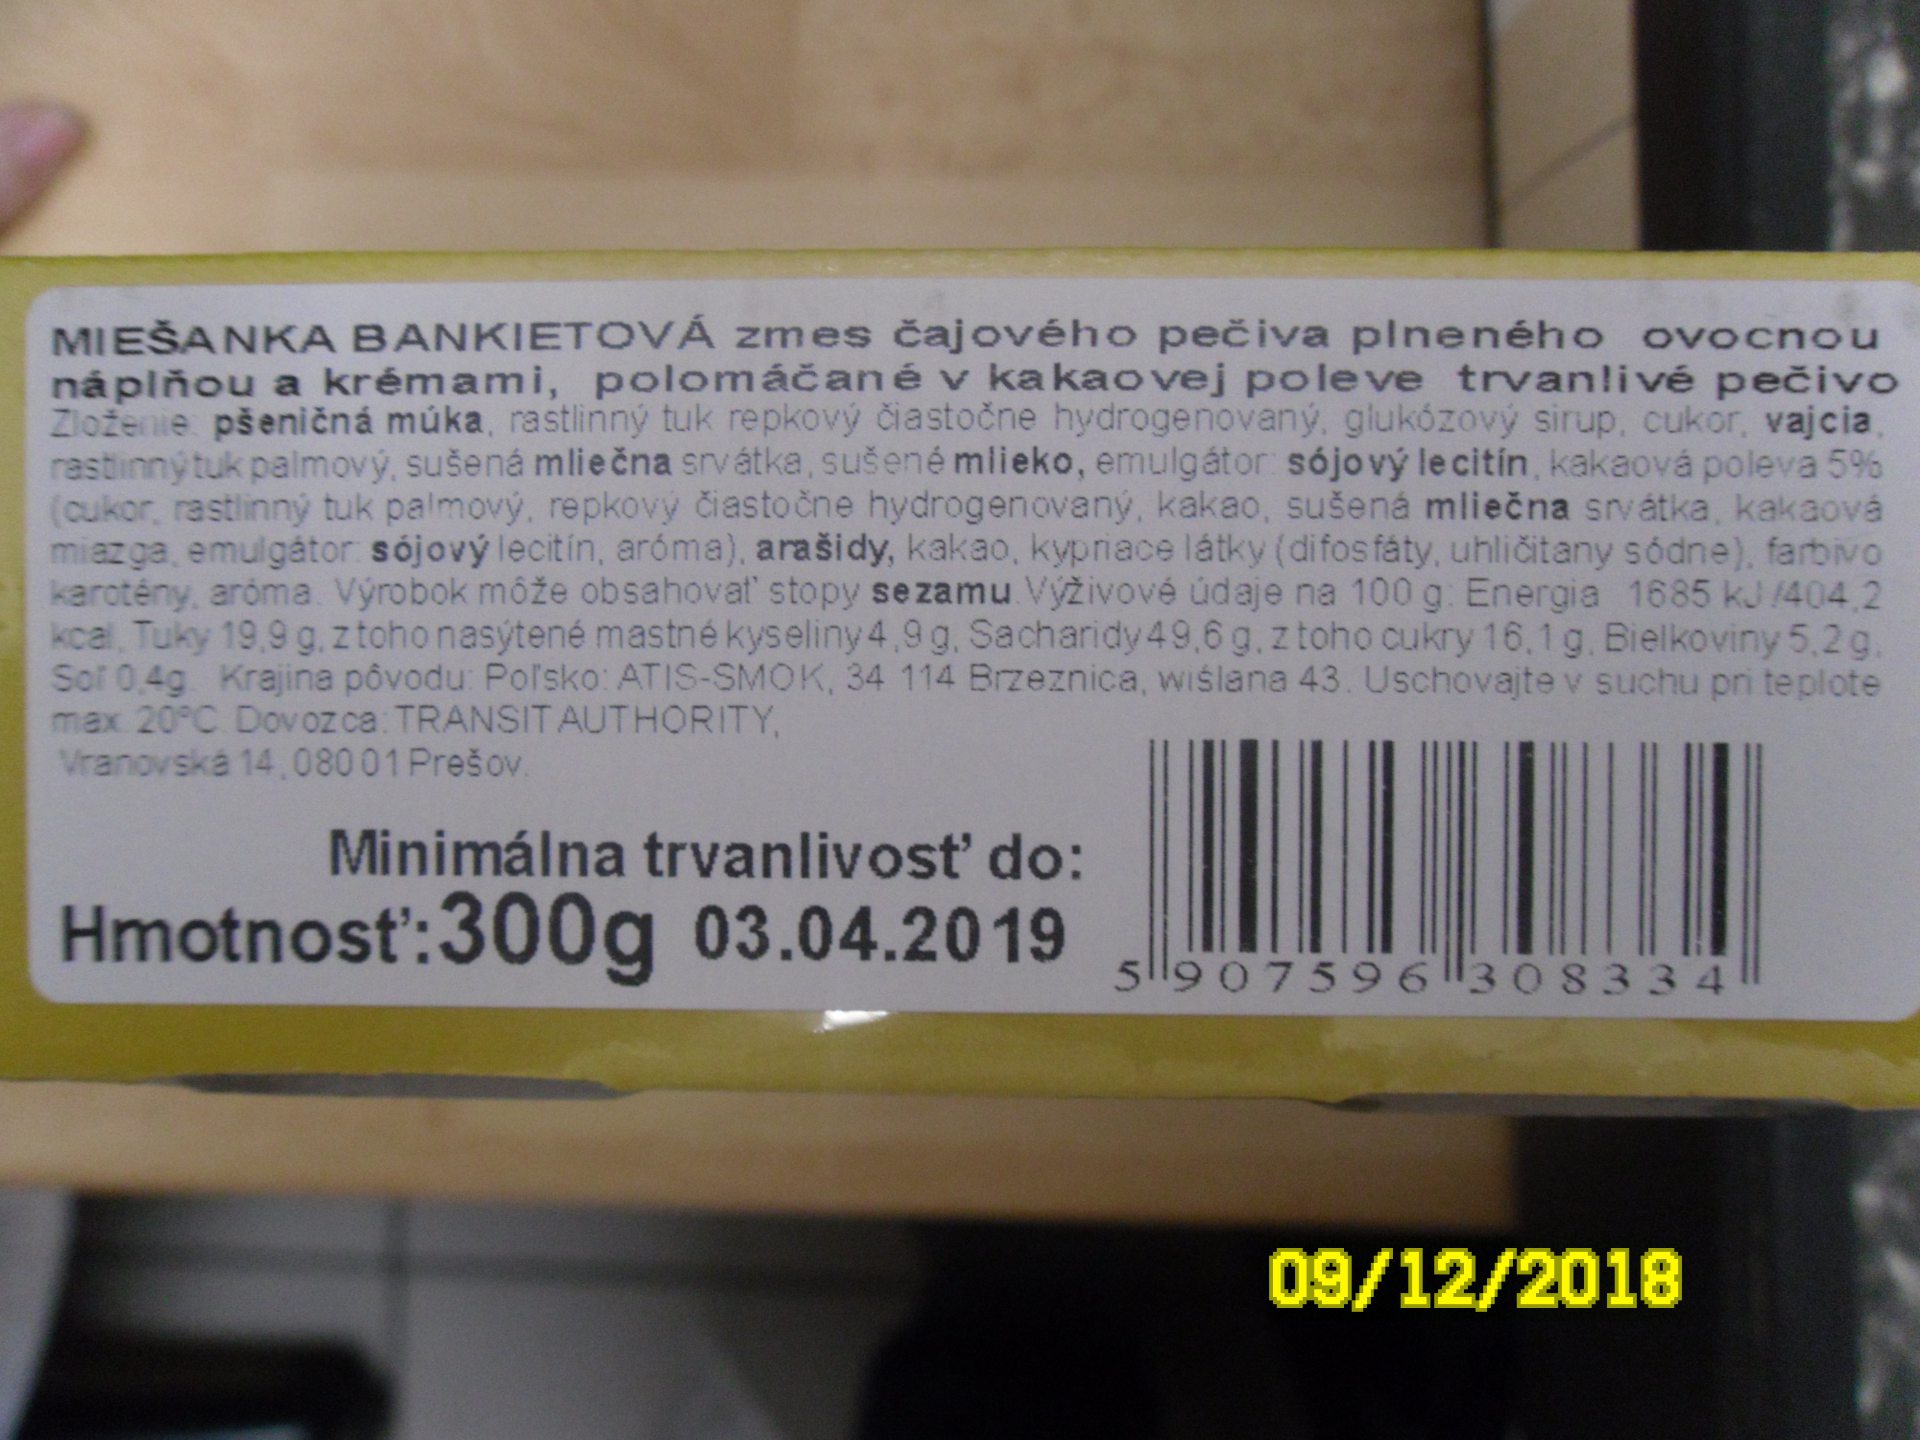 MIEŠANKA BANKIETOVÁ zmes čajového pečiva plneného ovocnou
náplňou a krémami, polomáčané v kakaovej poleve trvanlivé pečivo
Zloženie: pšeničná múka, rastlinný tuk repkový čiastočne hydrogenovaný, glukózový sirup, cukor, vajcia,
rastlinný tuk palmový, sušená mliečna srvátka, sušené mlieko, emulgátor: sójový lecitín, kakaová poleva 5%
(cukor, rastlinný tuk palmový, repkový čiastočne hydrogenovaný, kakao, sušená mliečna srvátka, kakaová
miazga, emulgátor: sójový lecitín, aróma), arašidy, kakao, kypriace látky (difosfáty, uhličitany sódne), farbivo
karotény, aróma. Výrobok môže obsahovať stopy sezamu. Výživové údaje na 100 g: Energia 1685 kJ /404,2
kcal, Tuky 19,9 g, z toho nasýtené mastné kyseliny 4,9 g, Sacharidy 49,6 g, z toho cukry 16,1 g, Bielkoviny 5,2 g,
Soľ 0,4g. Krajina pôvodu: Poľsko: ATIS-SMOK, 34 114 Brzeznica, wiślana 43. Uschovajte v suchu pri teplote
max. 20°C. Dovozca: TRANSIT AUTHORITY,
Vranovská 14, 080 01 Prešov.
Minimálna trvanlivosť do:
Hmotnosť: 300g 03.04.2019
5 907596 308334
09/12/2018